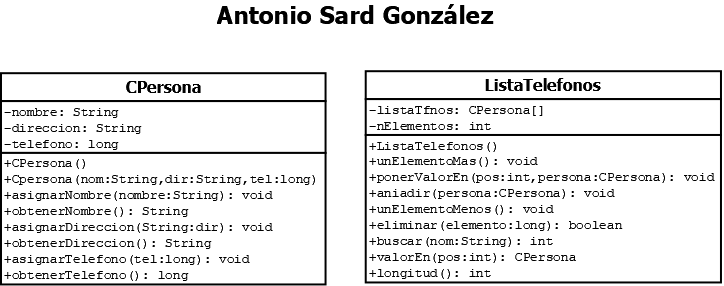 Antonio Sard González
CPersona
-nombre: String
-direccion: String
-telefono: long
+CPersona()
+Cpersona(nom:String,dir:String,tel:long)
+asignarNombre(nombre:String): void
+obtenerNombre(): String
+asignarDireccion(String:dir): void
+obtenerDireccion(): String
+asignarTelefono(tel:long): void
+obtenerTelefono(): long
ListaTelefonos
-listaTfnos: CPersona[]
-nElementos: int
+ListaTelefonos()
+unElementoMas(): void
+ponerValorEn(pos:int,persona:CPersona): void
+aniadir(persona:CPersona): void
+unElementoMenos(): void
+eliminar(elemento:long): boolean
+buscar(nom:String): int
+valorEn(pos:int): CPersona
+longitud(): int